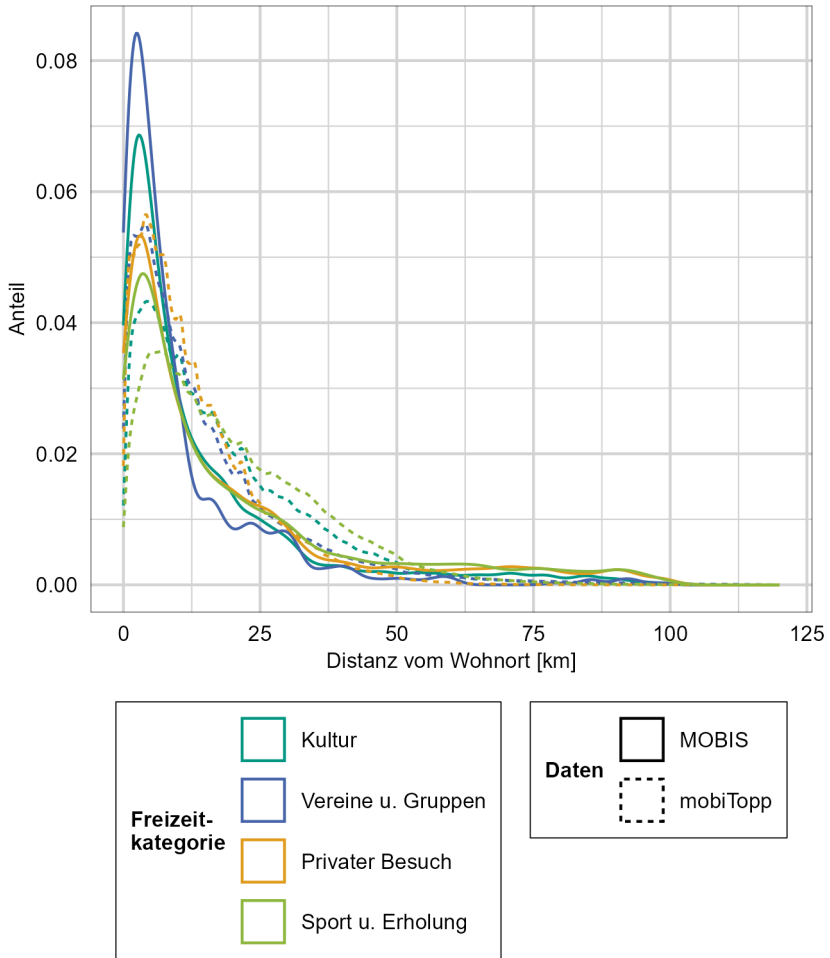 0.08
0.06
0.04
0.02
0.00
Anteil
0 25 50 75 100 125
Distanz vom Wohnort [km]
Freizeit-
kategorie
Kultur
Vereine u. Gruppen
Privater Besuch
Sport u. Erholung
Daten
MOBIS
mobiTopp